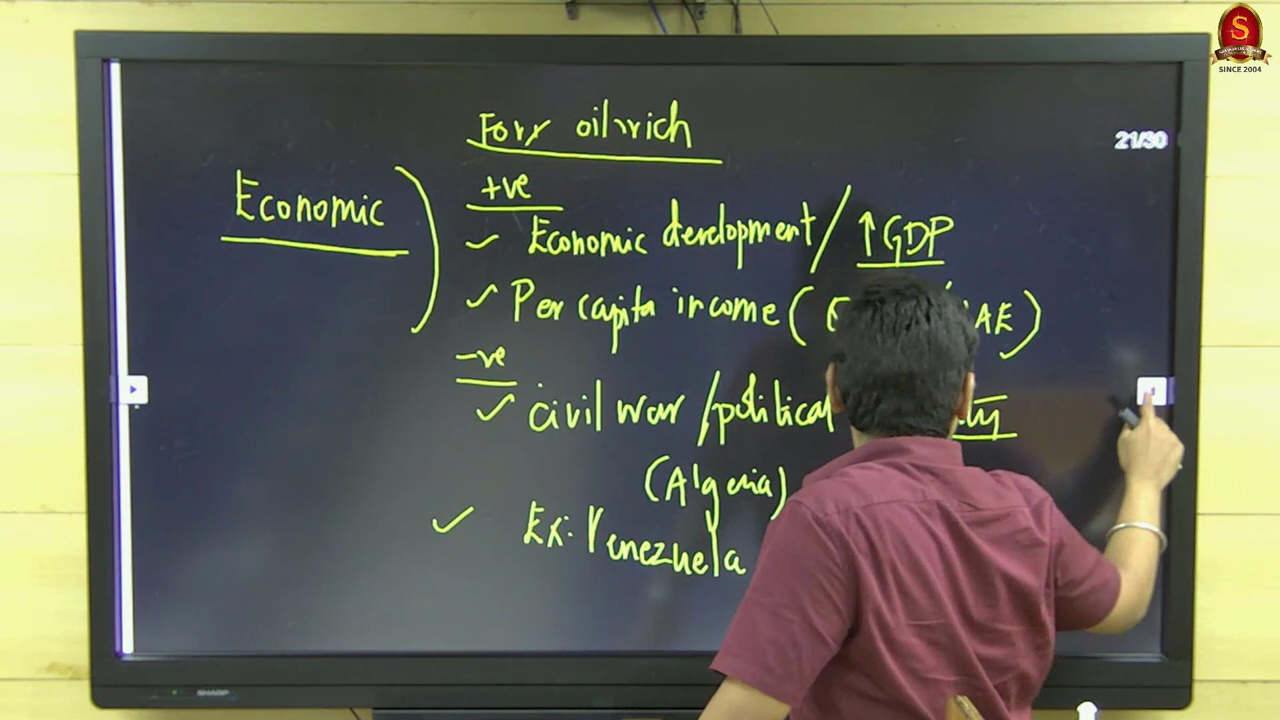 S
SINCE 2004
For oil-rich
21/30
Economic
+ve
✓ Economic development / ↑GDP
✓ Per capita income ( AE)
-ve
✓ civil war / political
(Algeria)
✓ Ex: Venezuela
SHARP